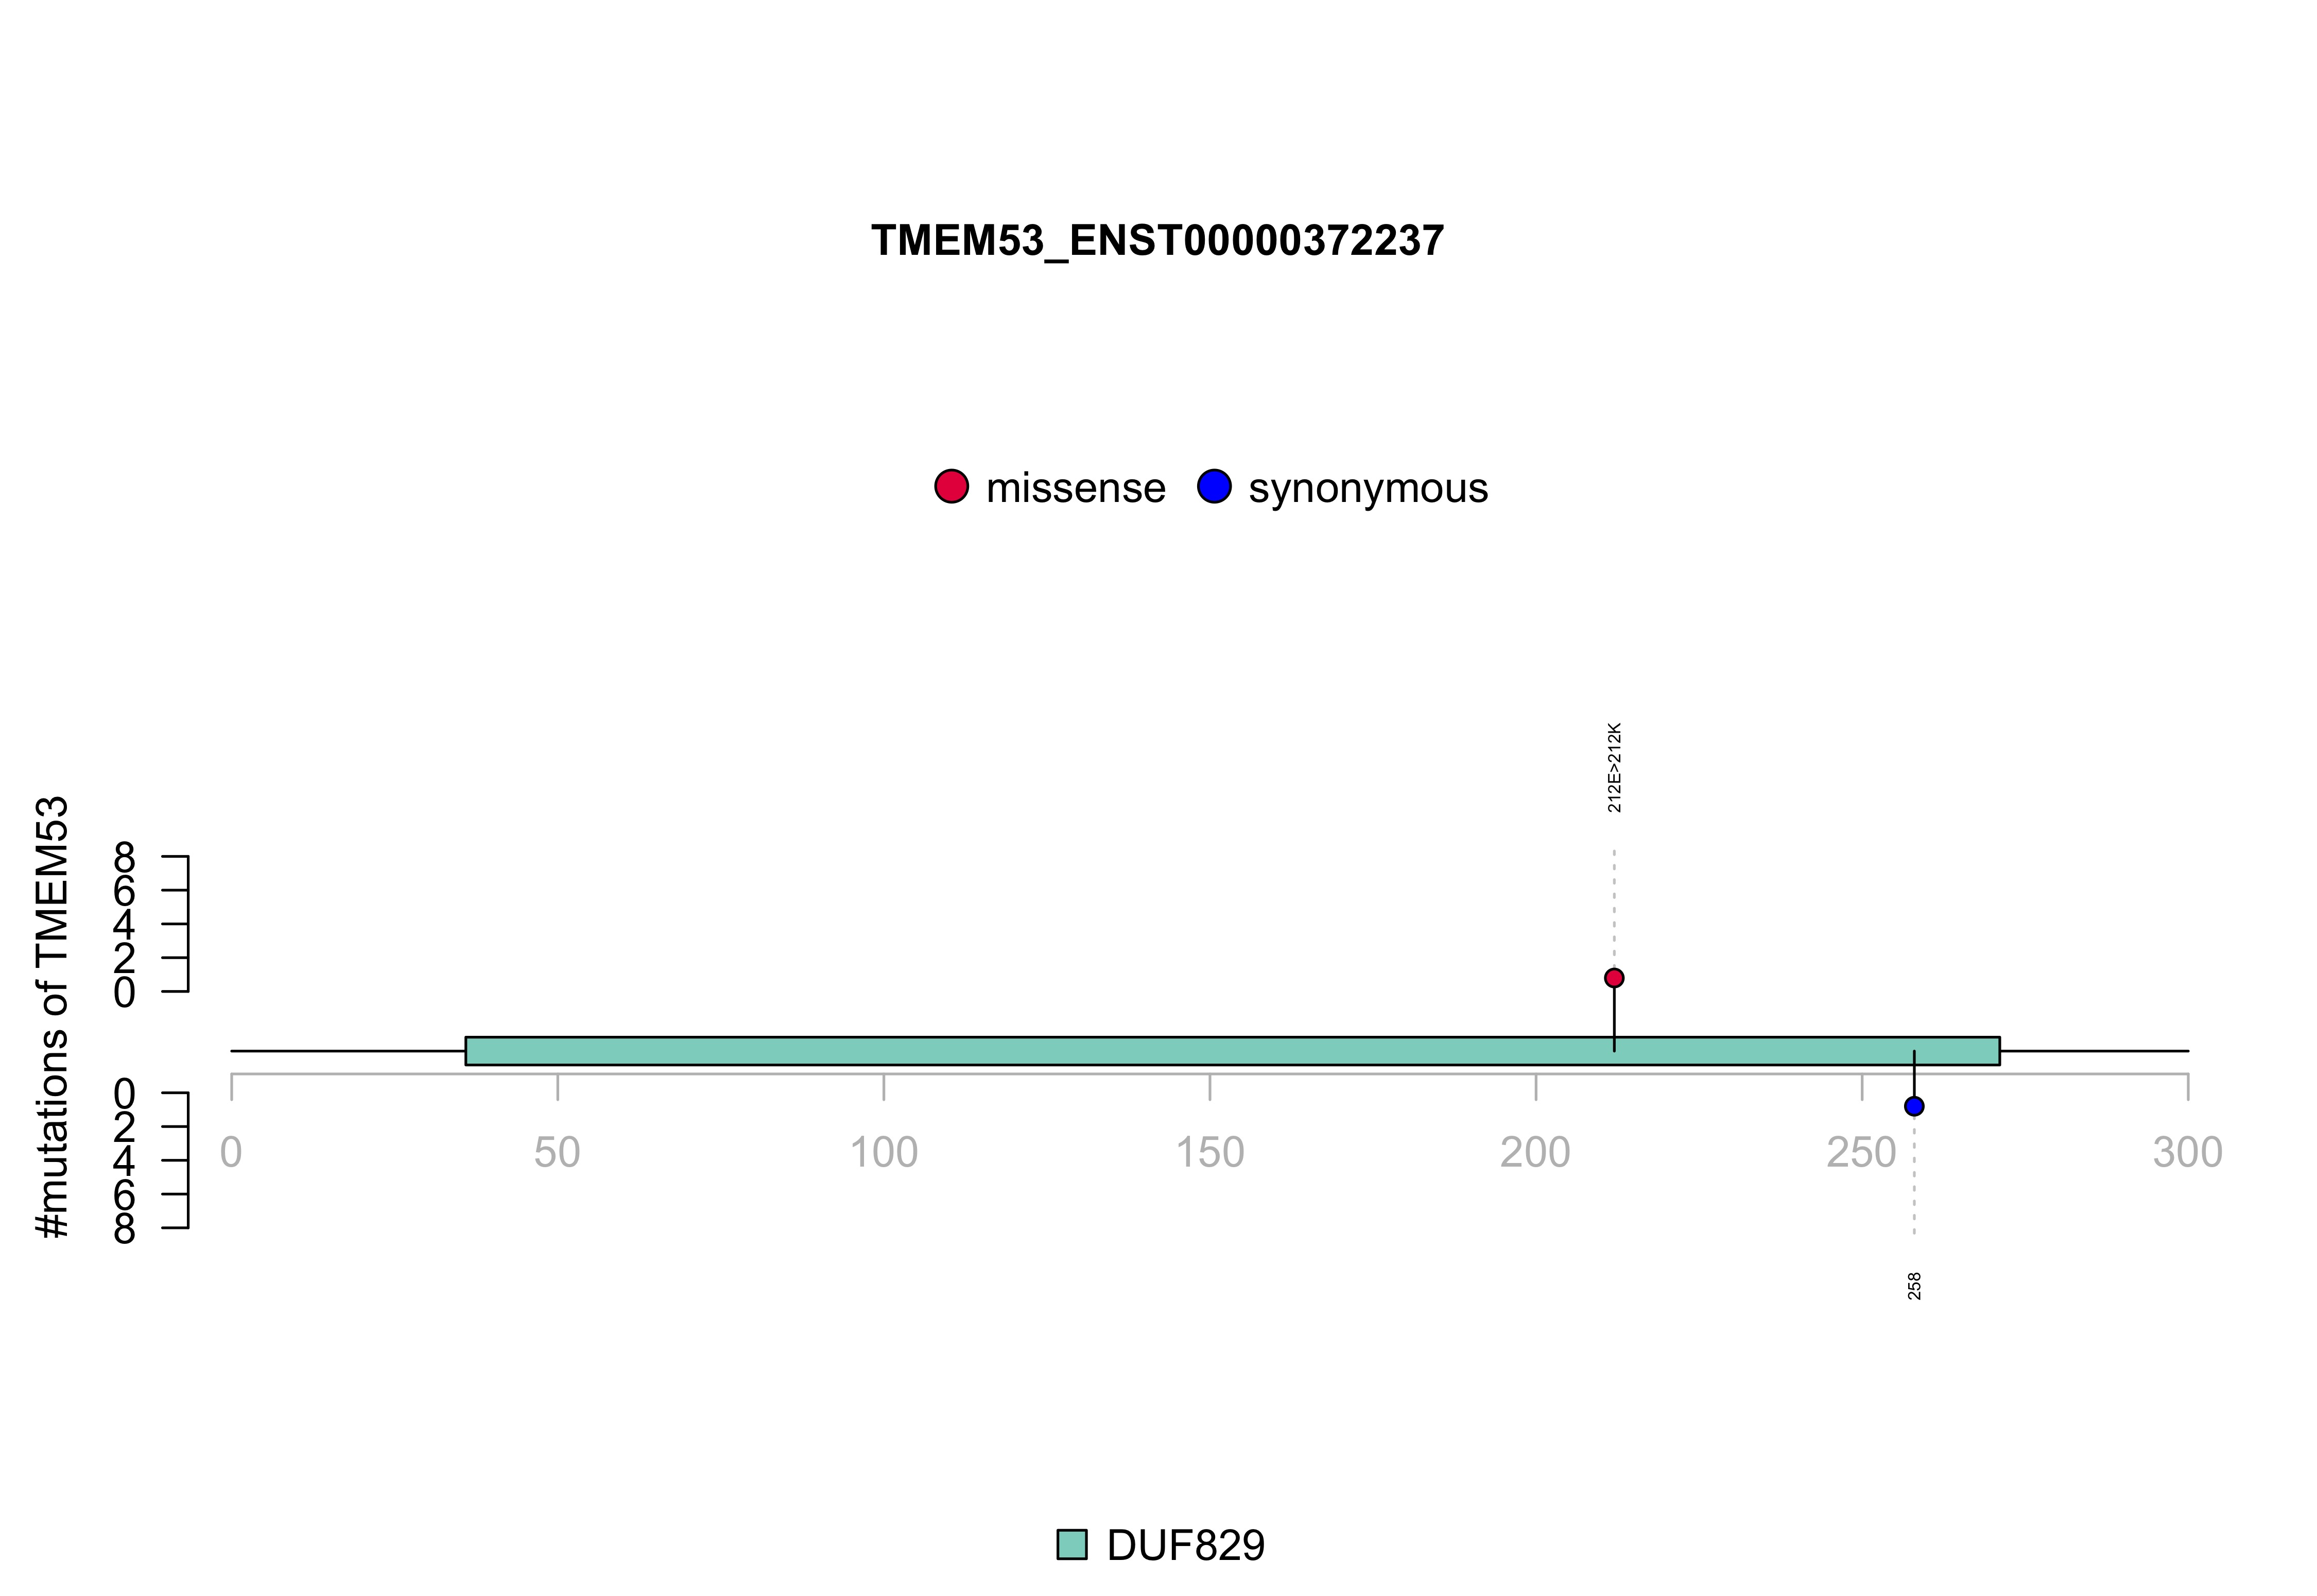 TMEM53_ENST00000372237
missense synonymous
212E>212K
#mutations of TMEM53
8
6
4
2
0
0
2
4
6
8
0 50 100 150 200 250 300
258
DUF829